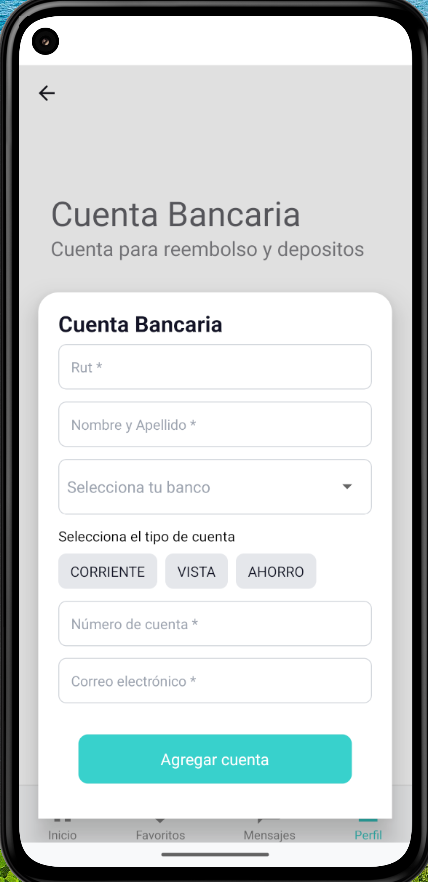 Cuenta Bancaria
Cuenta para reembolso y depositos
Cuenta Bancaria
Rut *
Nombre y Apellido *
Selecciona tu banco
Selecciona el tipo de cuenta
CORRIENTE VISTA AHORRO
Número de cuenta *
Correo electrónico *
Agregar cuenta
Inicio Favoritos Mensajes Perfil